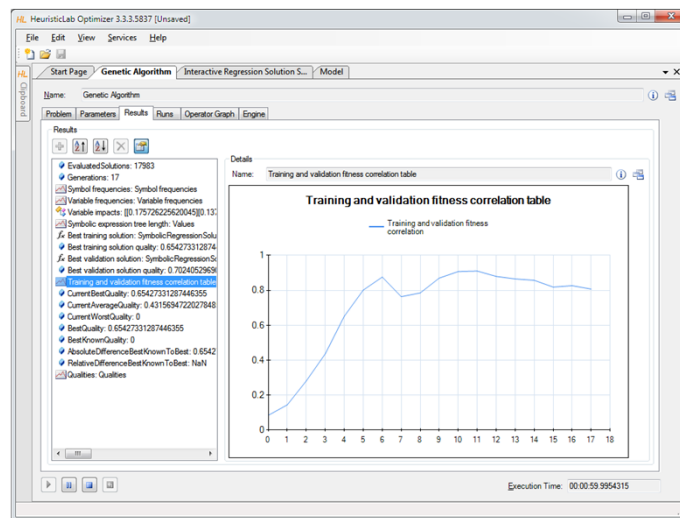 HL HeuristicLab Optimizer 3.3.3.5837 [Unsaved]
File Edit View Services Help
HL Clipboard
Start Page Genetic Algorithm Interactive Regression Solution S... Model
Name: Genetic Algorithm
Problem Parameters Results Runs Operator Graph Engine
Results
EvaluatedSolutions: 17983
Generations: 17
Symbol frequencies: Symbol frequencies
Variable frequencies: Variable frequencies
Variable impacts: [[0.175726225620045][0.137
Symbolic expression tree length: Values
Best training solution: SymbolicRegressionSolu
Best training solution quality: 0.654273312874
Best validation solution: SymbolicRegressionSo
Best validation solution quality: 0.7024052969
Training and validation fitness correlation table
CurrentBestQuality: 0.65427331287446355
CurrentAverageQuality: 0.4315694722027848
CurrentWorstQuality: 0
BestQuality: 0.65427331287446355
BestKnownQuality: 0
AbsoluteDifferenceBestKnownToBest: 0.6542
RelativeDifferenceBestKnownToBest: NaN
Qualities: Qualities
Details
Name: Training and validation fitness correlation table
Training and validation fitness correlation table
Training and validation fitness
correlation
1
0.8
0.6
0.4
0.2
0
0 1 2 3 4 5 6 7 8 9 10 11 12 13 14 15 16 17 18
Execution Time: 00:00:59.9954315